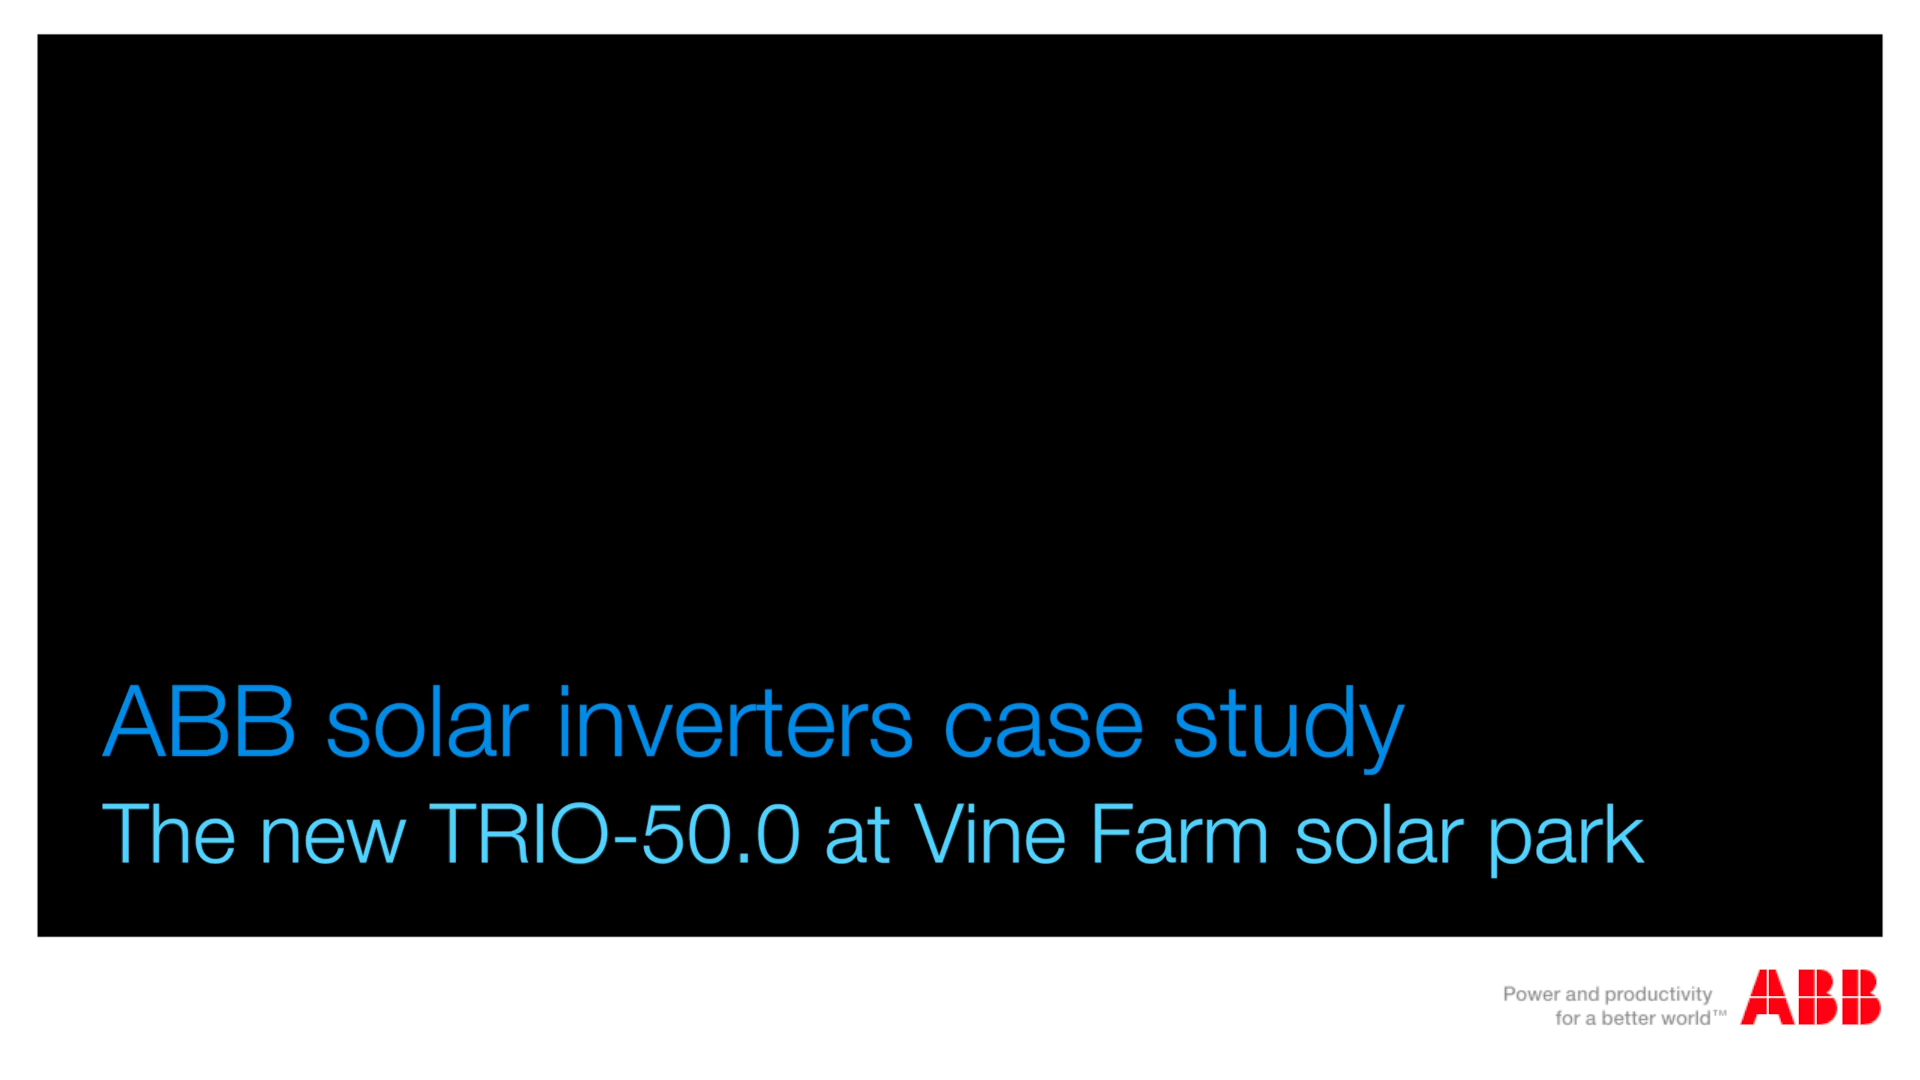 ABB solar inverters case study
The new TRIO-50.0 at Vine Farm solar park
Power and productivity
for a better world™
ABB